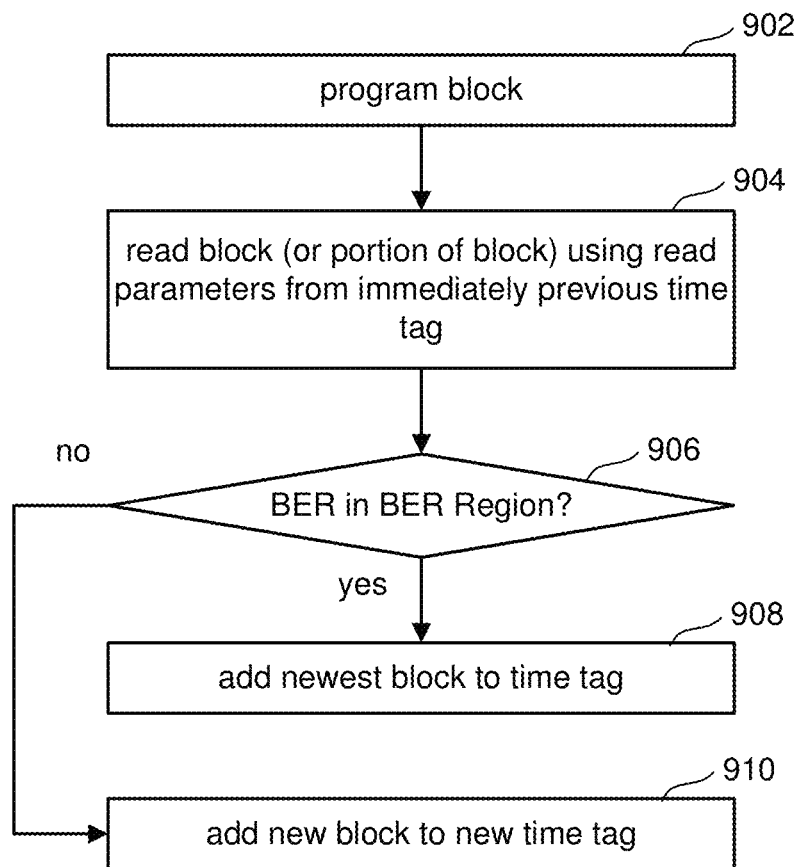 902
program block
904
read block (or portion of block) using read
parameters from immediately previous time
tag
no
906
BER in BER Region?
yes
908
add newest block to time tag
910
add new block to new time tag